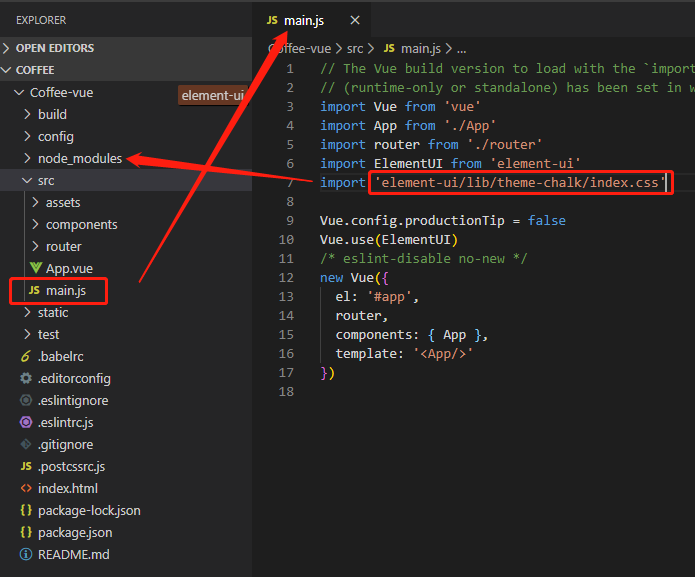 EXPLORER
OPEN EDITORS
COFFEE
Coffee-vue
element-ui
build
config
node_modules
src
assets
components
router
App.vue
JS main.js
static
test
.babelrc
.editorconfig
.eslintignore
.eslintrc.js
.gitignore
JS .postcssrc.js
index.html
{ } package-lock.json
{ } package.json
README.md
JS main.js
Coffee-vue > src > JS main.js > ...
1 // The Vue build version to load with the `import
2 // (runtime-only or standalone) has been set in w
3 import Vue from 'vue'
4 import App from './App'
5 import router from './router'
6 import ElementUI from 'element-ui'
7 import 'element-ui/lib/theme-chalk/index.css'
8
9 Vue.config.productionTip = false
10 Vue.use(ElementUI)
11 /* eslint-disable no-new */
12 new Vue({
13 el: '#app',
14 router,
15 components: { App },
16 template: '<App/>'
17 })
18